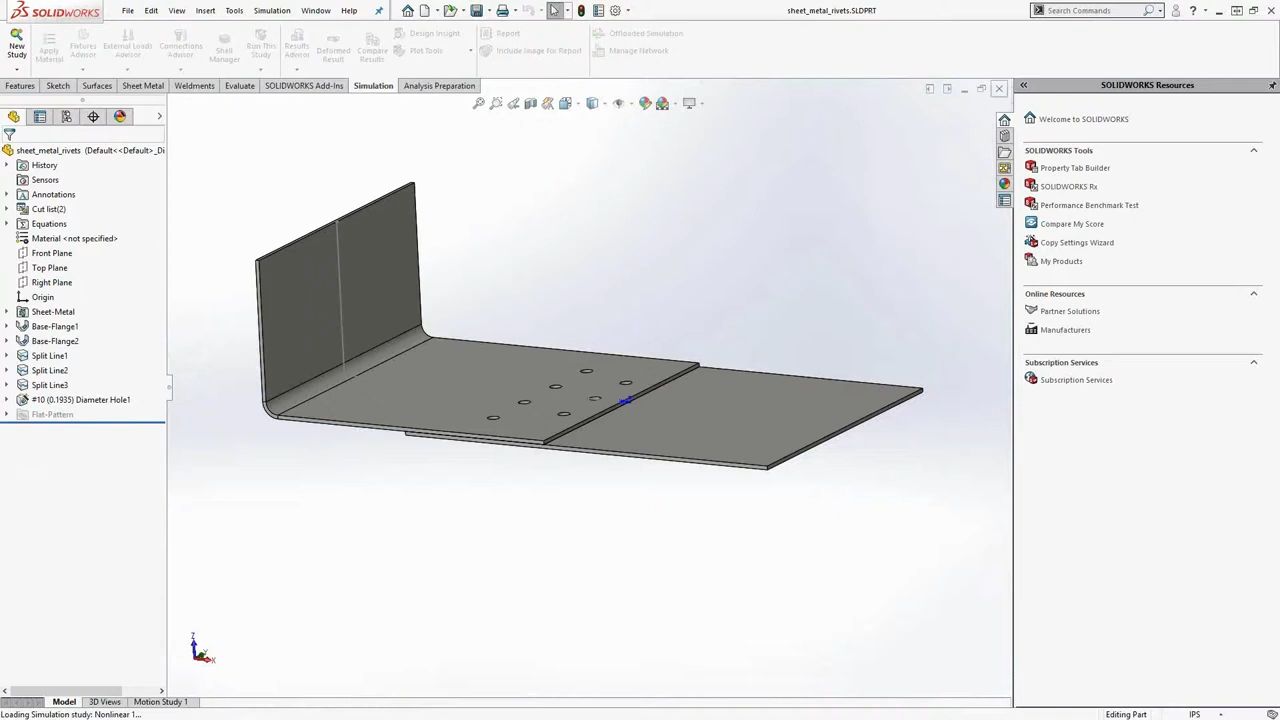 SOLIDWORKS File Edit View Insert Tools Simulation Window Help sheet_metal_rivets.SLDPRT Search Commands
New Study
Apply Material
Fixtures Advisor
External Loads Advisor
Connections Advisor
Shell Manager
Run This Study
Results Advisor
Deformed Result
Compare Results
Design Insight
Plot Tools
Report
Include Image for Report
Offloaded Simulation
Manage Network
Features Sketch Surfaces Sheet Metal Weldments Evaluate SOLIDWORKS Add-Ins Simulation Analysis Preparation
sheet_metal_rivets (Default<<Default>_Di
History
Sensors
Annotations
Cut list(2)
Equations
Material <not specified>
Front Plane
Top Plane
Right Plane
Origin
Sheet-Metal
Base-Flange1
Base-Flange2
Split Line1
Split Line2
Split Line3
#10 (0.1935) Diameter Hole1
Flat-Pattern
Z
Y
X
SOLIDWORKS Resources
Welcome to SOLIDWORKS
SOLIDWORKS Tools
Property Tab Builder
SOLIDWORKS Rx
Performance Benchmark Test
Compare My Score
Copy Settings Wizard
My Products
Online Resources
Partner Solutions
Manufacturers
Subscription Services
Subscription Services
Model 3D Views Motion Study 1
Loading Simulation study: Nonlinear 1... Editing Part IPS